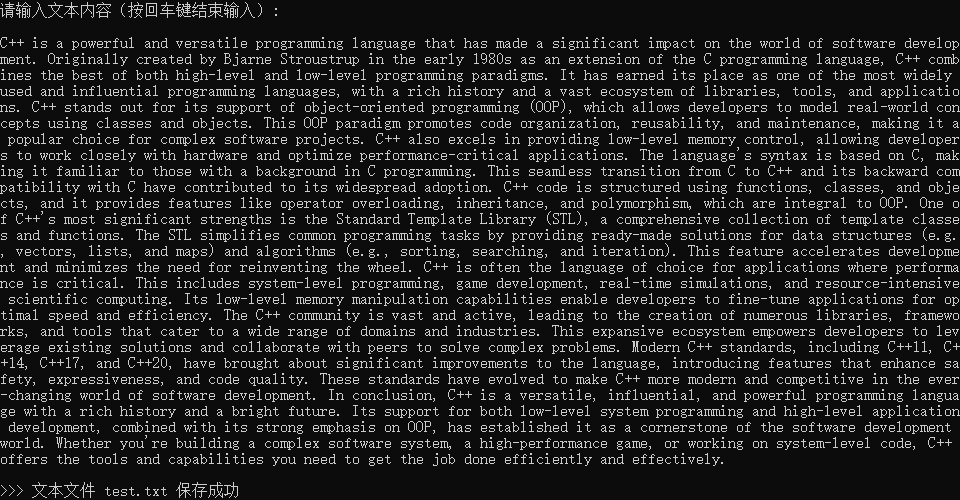 请输入文本内容（按回车键结束输入）：
C++ is a powerful and versatile programming language that has made a significant impact on the world of software develop
ment. Originally created by Bjarne Stroustrup in the early 1980s as an extension of the C programming language, C++ comb
ines the best of both high-level and low-level programming paradigms. It has earned its place as one of the most widely
used and influential programming languages, with a rich history and a vast ecosystem of libraries, tools, and applicatio
ns. C++ stands out for its support of object-oriented programming (OOP), which allows developers to model real-world con
cepts using classes and objects. This OOP paradigm promotes code organization, reusability, and maintenance, making it a
 popular choice for complex software projects. C++ also excels in providing low-level memory control, allowing developer
s to work closely with hardware and optimize performance-critical applications. The language's syntax is based on C, mak
ing it familiar to those with a background in C programming. This seamless transition from C to C++ and its backward com
patibility with C have contributed to its widespread adoption. C++ code is structured using functions, classes, and obje
cts, and it provides features like operator overloading, inheritance, and polymorphism, which are integral to OOP. One o
f C++'s most significant strengths is the Standard Template Library (STL), a comprehensive collection of template classe
s and functions. The STL simplifies common programming tasks by providing ready-made solutions for data structures (e.g.
, vectors, lists, and maps) and algorithms (e.g., sorting, searching, and iteration). This feature accelerates developme
nt and minimizes the need for reinventing the wheel. C++ is often the language of choice for applications where performa
nce is critical. This includes system-level programming, game development, real-time simulations, and resource-intensive
 scientific computing. Its low-level memory manipulation capabilities enable developers to fine-tune applications for op
timal speed and efficiency. The C++ community is vast and active, leading to the creation of numerous libraries, framewo
rks, and tools that cater to a wide range of domains and industries. This expansive ecosystem empowers developers to lev
erage existing solutions and collaborate with peers to solve complex problems. Modern C++ standards, including C++11, C+
+14, C++17, and C++20, have brought about significant improvements to the language, introducing features that enhance sa
fety, expressiveness, and code quality. These standards have evolved to make C++ more modern and competitive in the ever
-changing world of software development. In conclusion, C++ is a versatile, influential, and powerful programming langua
ge with a rich history and a bright future. Its support for both low-level system programming and high-level application
 development, combined with its strong emphasis on OOP, has established it as a cornerstone of the software development
world. Whether you're building a complex software system, a high-performance game, or working on system-level code, C++
offers the tools and capabilities you need to get the job done efficiently and effectively.
>>> 文本文件 test.txt 保存成功